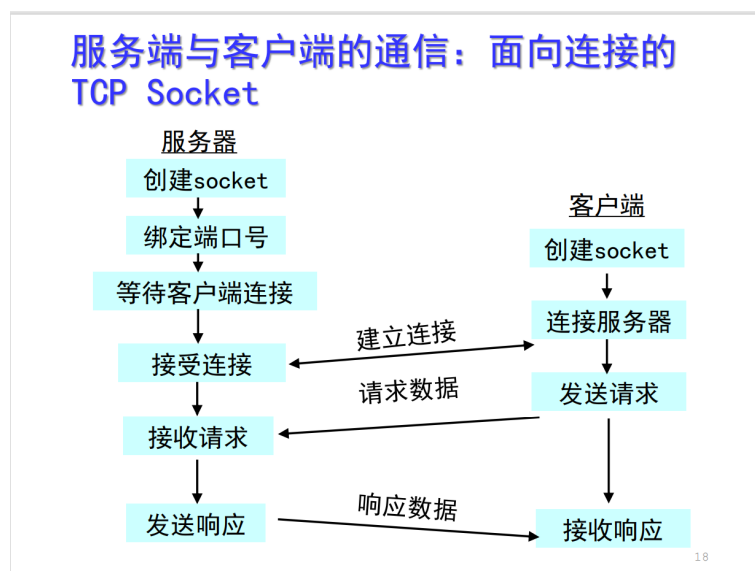 服务端与客户端的通信：面向连接的
TCP Socket
服务器
创建socket
绑定端口号
等待客户端连接
接受连接
接收请求
发送响应
建立连接
请求数据
响应数据
客户端
创建socket
连接服务器
发送请求
接收响应
18